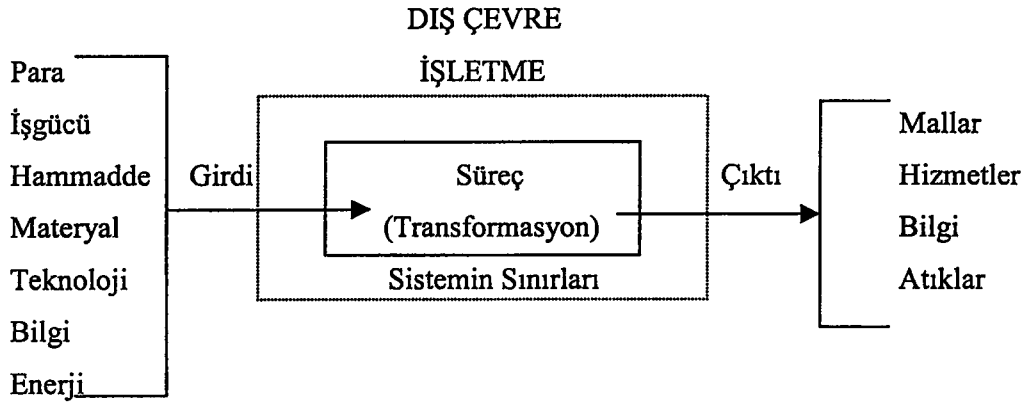 DIŞ ÇEVRE
İŞLETME
Para
İşgücü
Hammadde
Materyal
Teknoloji
Bilgi
Enerji
Girdi
Süreç
(Transformasyon)
Sistemin Sınırları
Çıktı
Mallar
Hizmetler
Bilgi
Atıklar